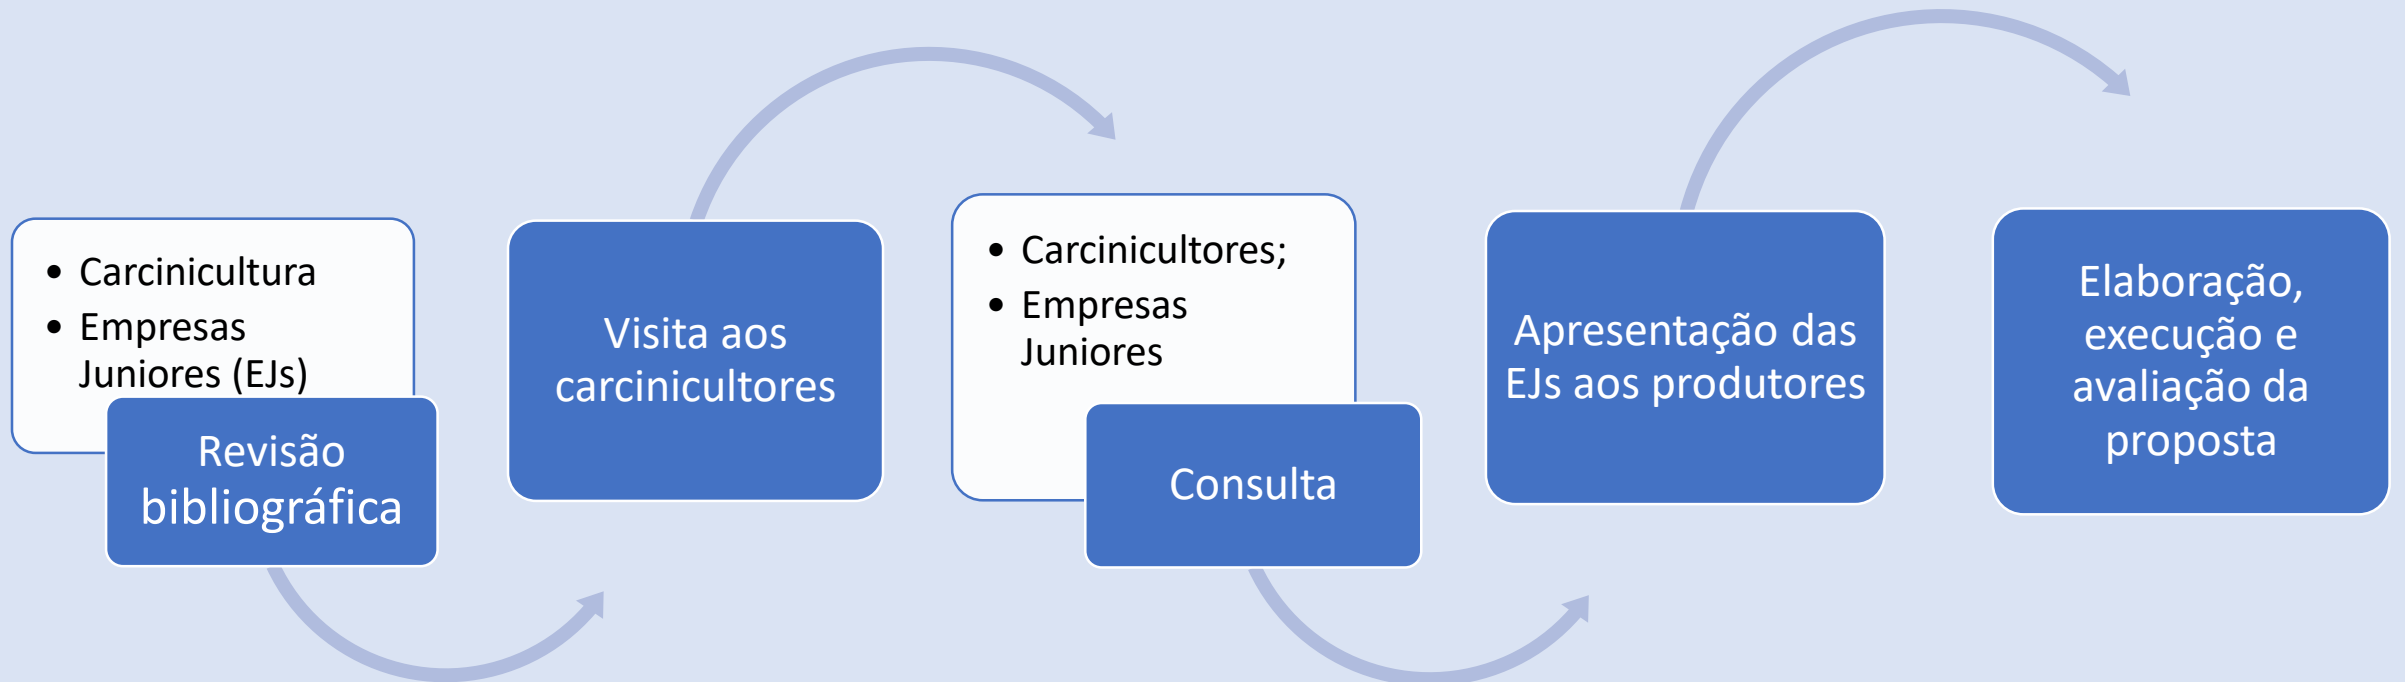 • Carcinicultura
• Empresas
Juniores (EJs)
Revisão
bibliográfica
Visita aos
carcinicultores
• Carcinicultores;
• Empresas
Juniores
Consulta
Apresentação das
EJs aos produtores
Elaboração,
execução e
avaliação da
proposta